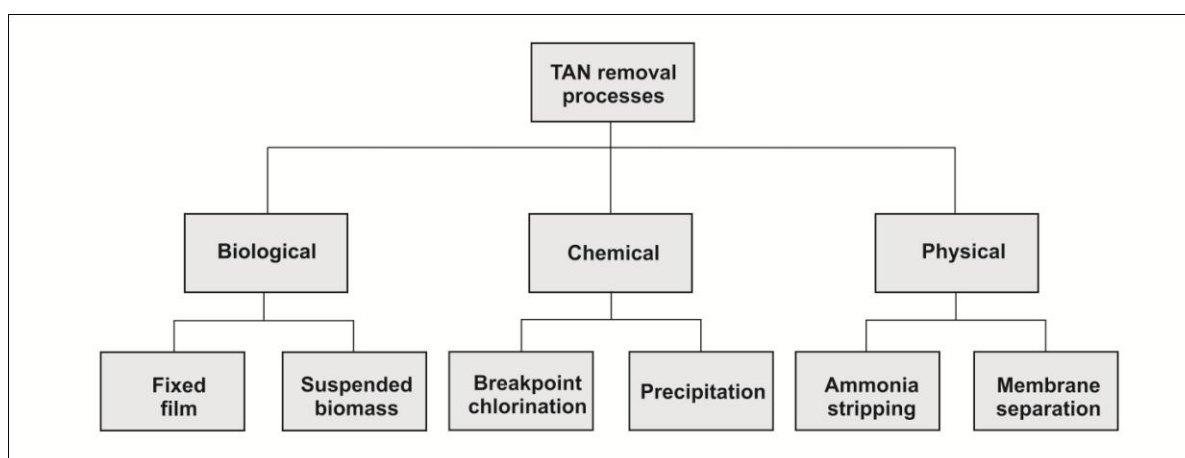 TAN removal
processes
Biological
Chemical
Physical
Fixed
film
Suspended
biomass
Breakpoint
chlorination
Precipitation
Ammonia
stripping
Membrane
separation